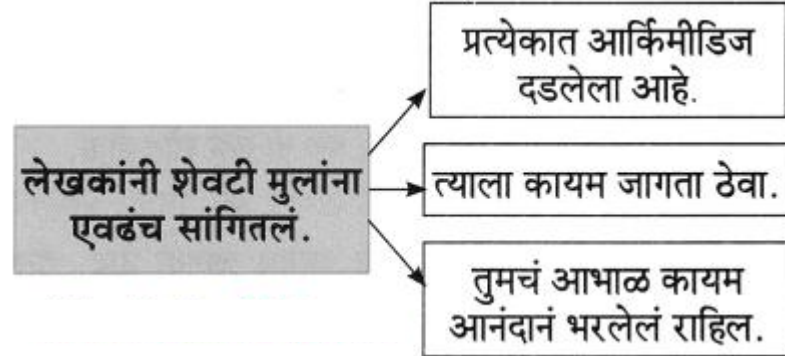 लेखकांनी शेवटी मुलांना
एवढंच सांगितलं.
प्रत्येकात आर्किमीडिज
दडलेला आहे.
त्याला कायम जागता ठेवा.
तुमचं आभाळ कायम
आनंदानं भरलेलं राहिल.